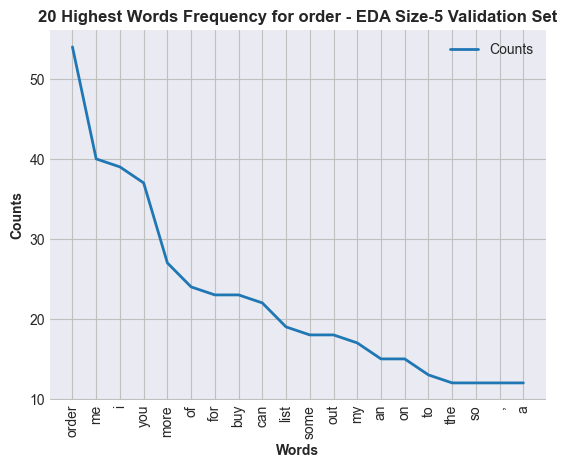 20 Highest Words Frequency for order - EDA Size-5 Validation Set
Counts
50
40
30
20
10
Counts
order
me
i
you
more
of
for
buy
can
list
some
out
my
an
on
to
the
so
,
a
Words